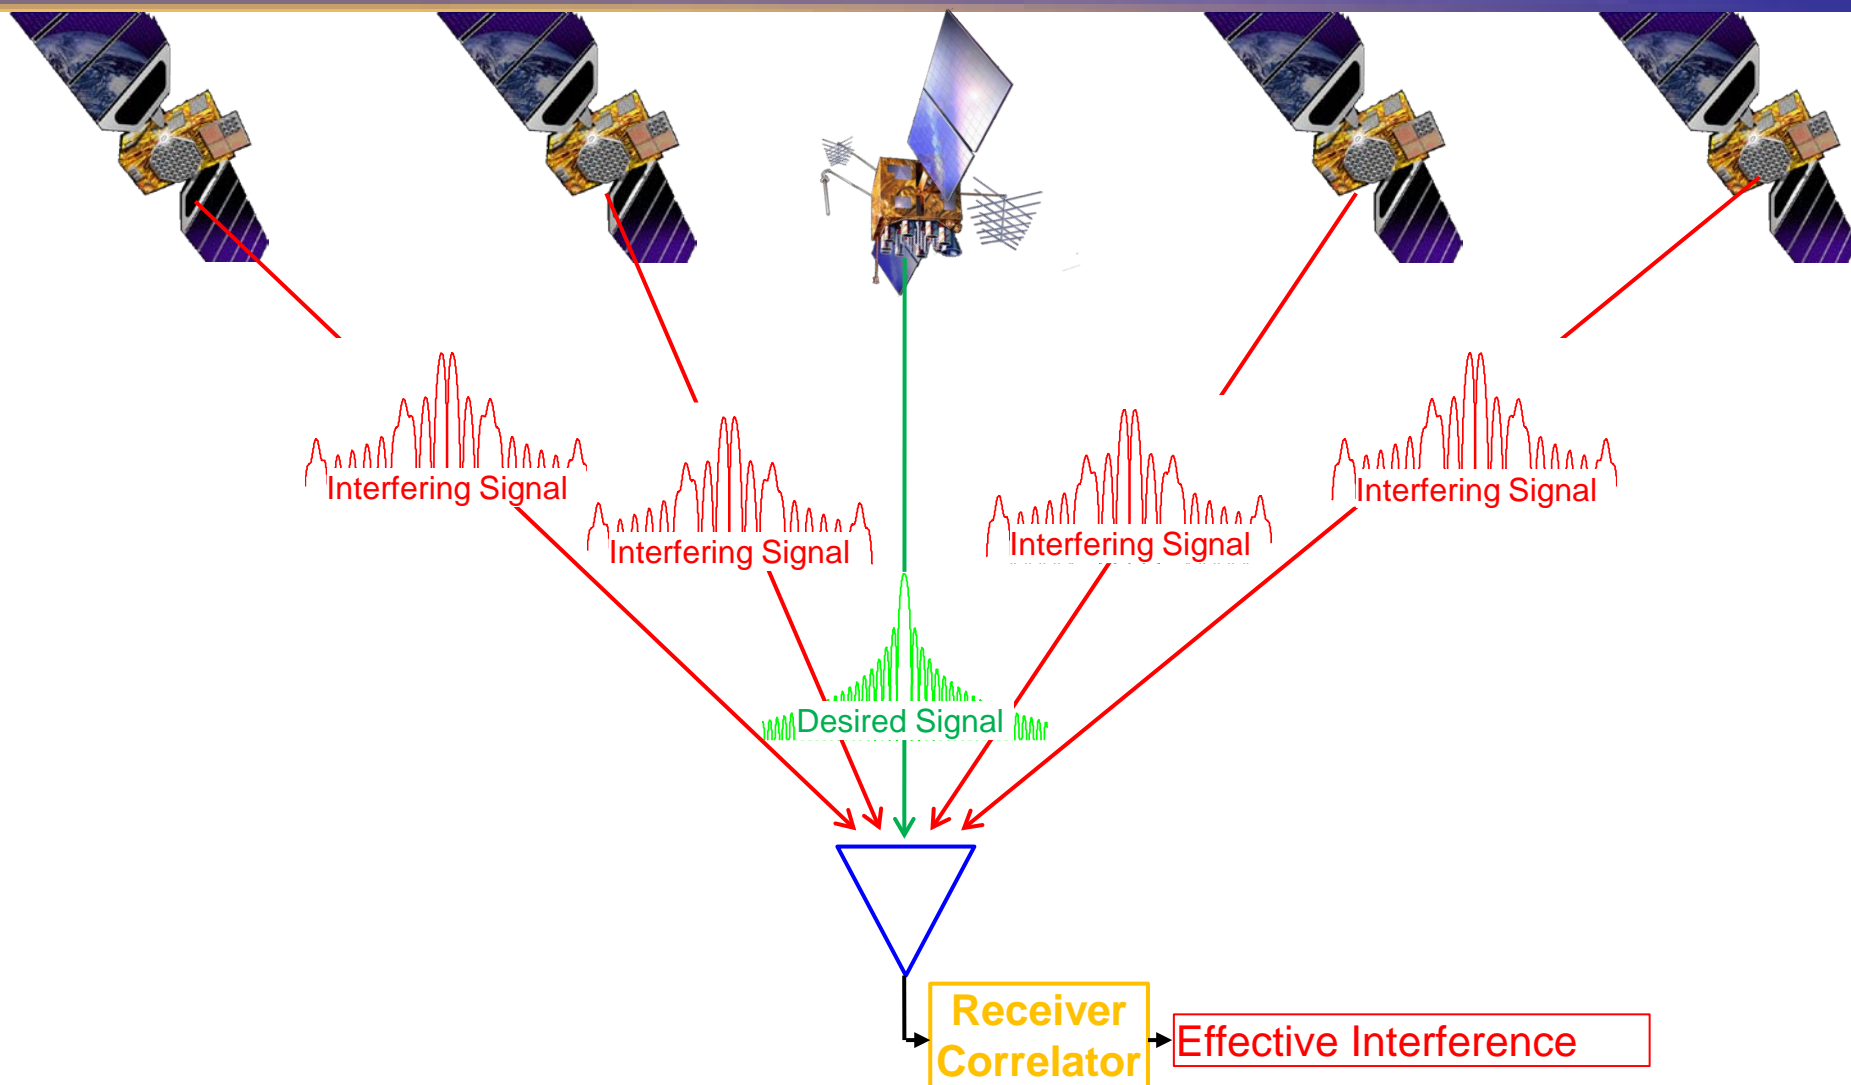 Interfering Signal
Interfering Signal
Interfering Signal
Interfering Signal
Desired Signal
Receiver
Correlator
Effective Interference